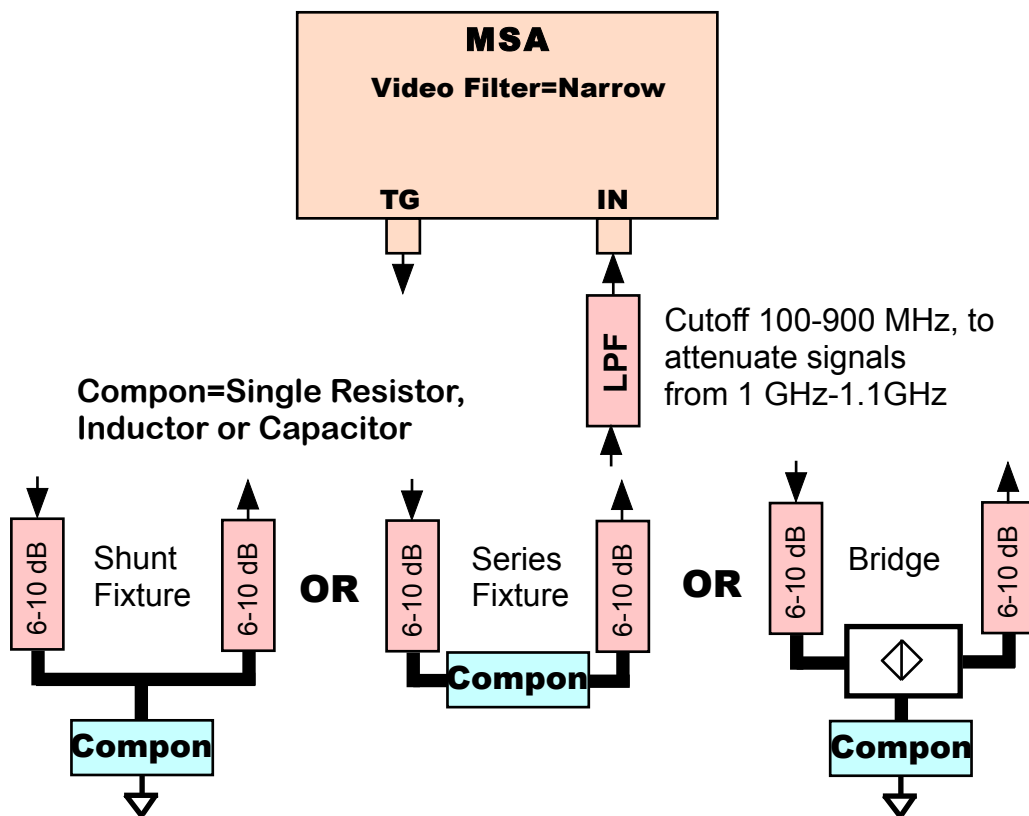 MSA
Video Filter=Narrow
TG
IN
LPF
Cutoff 100-900 MHz, to
attenuate signals
from 1 GHz-1.1GHz
Compon=Single Resistor,
Inductor or Capacitor
6-10 dB
Shunt
Fixture
6-10 dB
Compon
OR
6-10 dB
Series
Fixture
6-10 dB
Compon
OR
6-10 dB
Bridge
6-10 dB
Compon